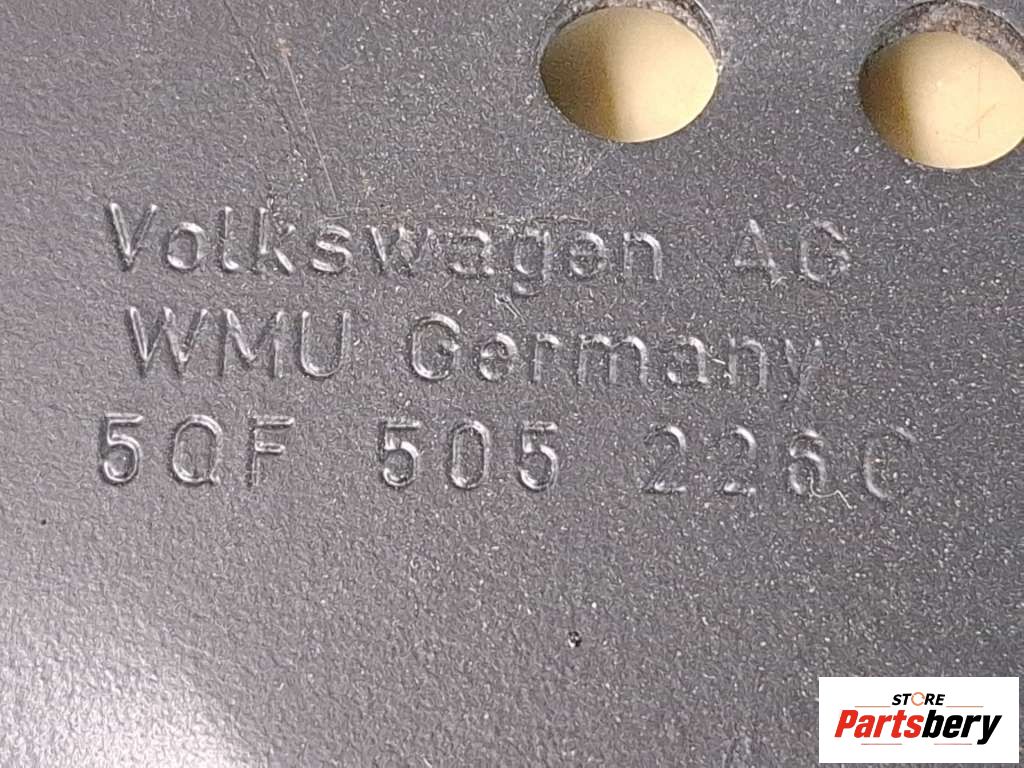 Volkswagen AG
WMU Germany
5QF 505 226C
STORE
Partsbery